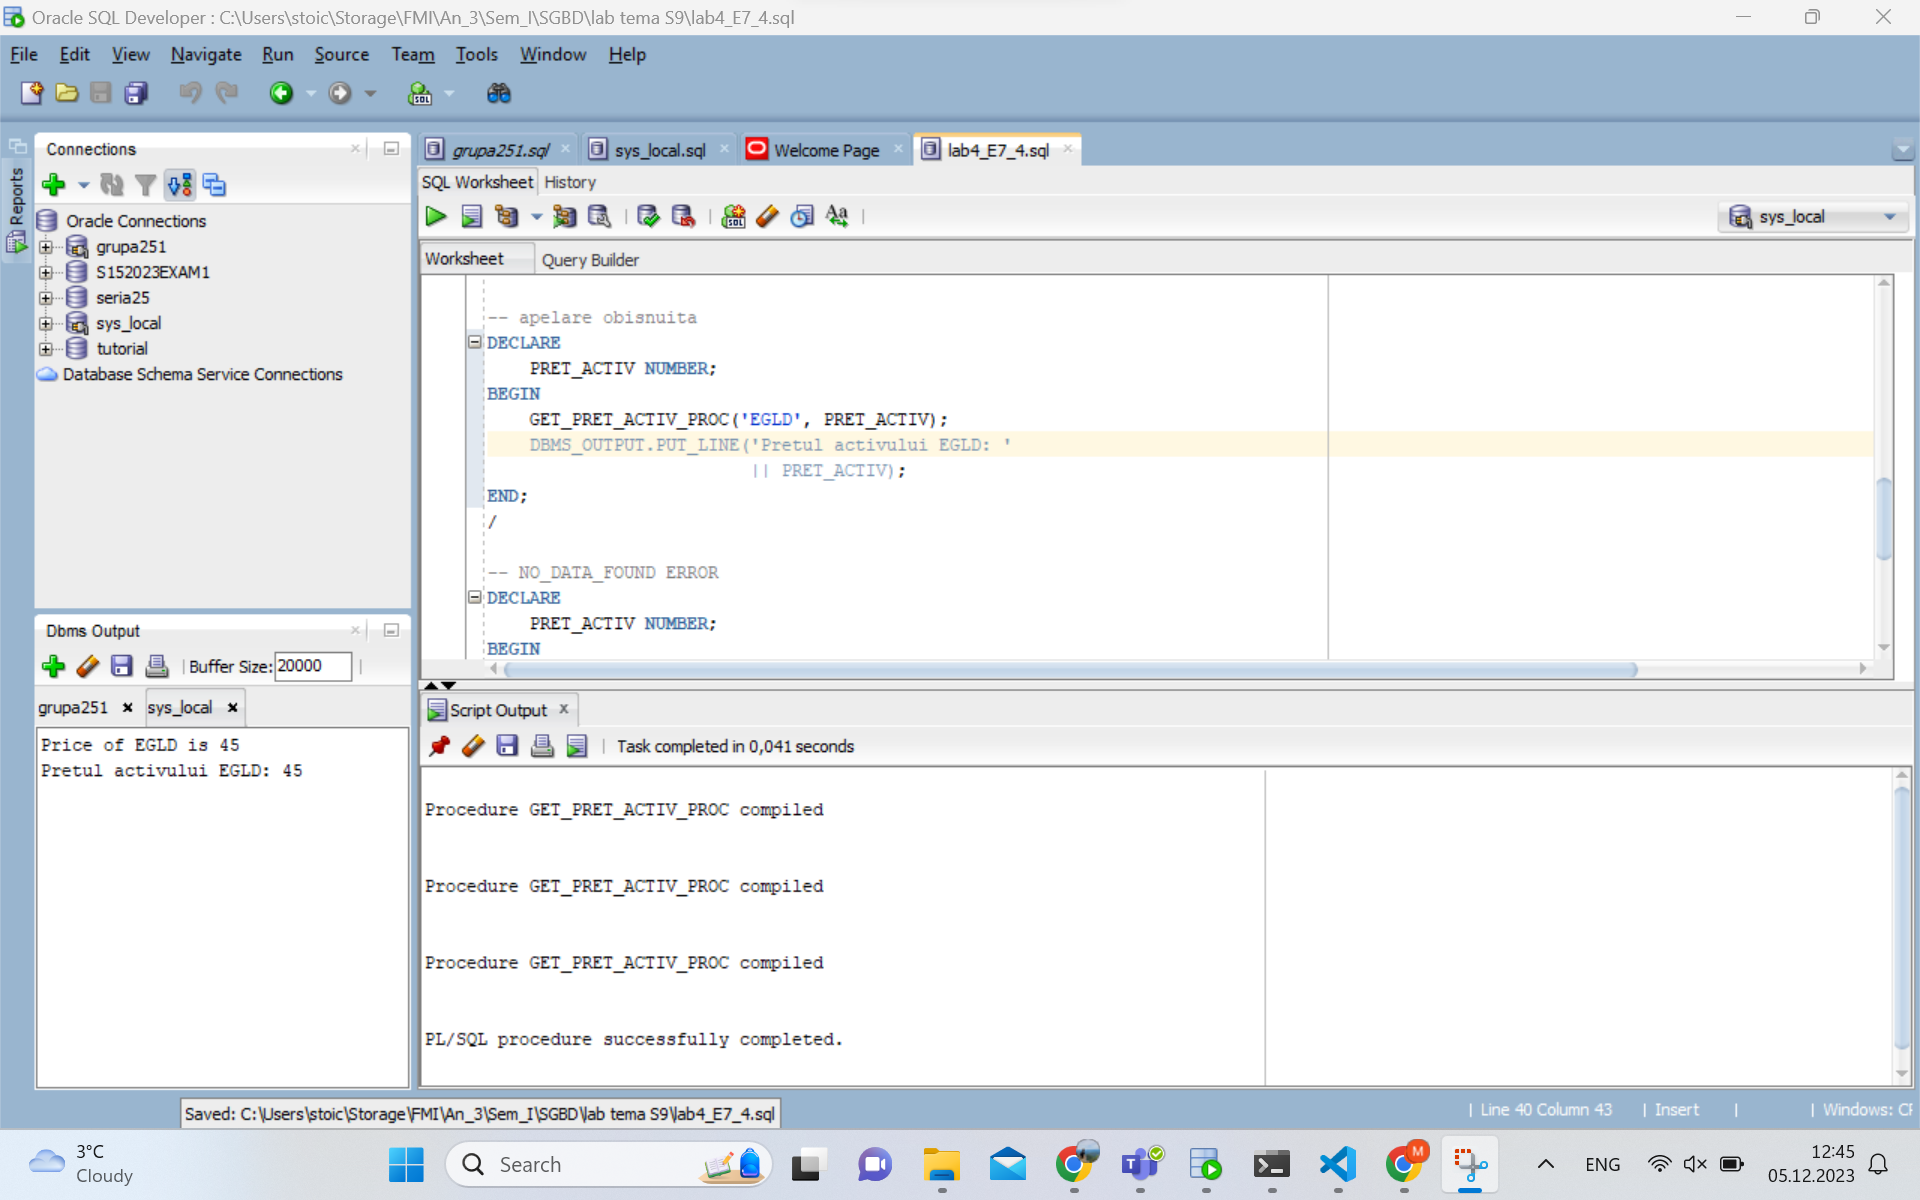 Oracle SQL Developer : C:\Users\stoic\Storage\FMI\An_3\Sem_I\SGBD\lab tema S9\lab4_E7_4.sql
File Edit View Navigate Run Source Team Tools Window Help
Reports
Connections
Oracle Connections
grupa251
S152023EXAM1
seria25
sys_local
tutorial
Database Schema Service Connections
Dbms Output
Buffer Size: 20000
grupa251 sys_local
Price of EGLD is 45
Pretul activului EGLD: 45
grupa251.sql sys_local.sql Welcome Page lab4_E7_4.sql
SQL Worksheet History
sys_local
Worksheet Query Builder
-- apelare obisnuita
DECLARE
PRET_ACTIV NUMBER;
BEGIN
GET_PRET_ACTIV_PROC('EGLD', PRET_ACTIV);
DBMS_OUTPUT.PUT_LINE('Pretul activului EGLD: '
|| PRET_ACTIV);
END;
/
-- NO_DATA_FOUND ERROR
DECLARE
PRET_ACTIV NUMBER;
BEGIN
Script Output
Task completed in 0,041 seconds
Procedure GET_PRET_ACTIV_PROC compiled
Procedure GET_PRET_ACTIV_PROC compiled
Procedure GET_PRET_ACTIV_PROC compiled
PL/SQL procedure successfully completed.
Saved: C:\Users\stoic\Storage\FMI\An_3\Sem_I\SGBD\lab tema S9\lab4_E7_4.sql
| Line 40 Column 43 | Insert | | Windows: CF
3°C
Cloudy
Search
M
ENG
12:45
05.12.2023